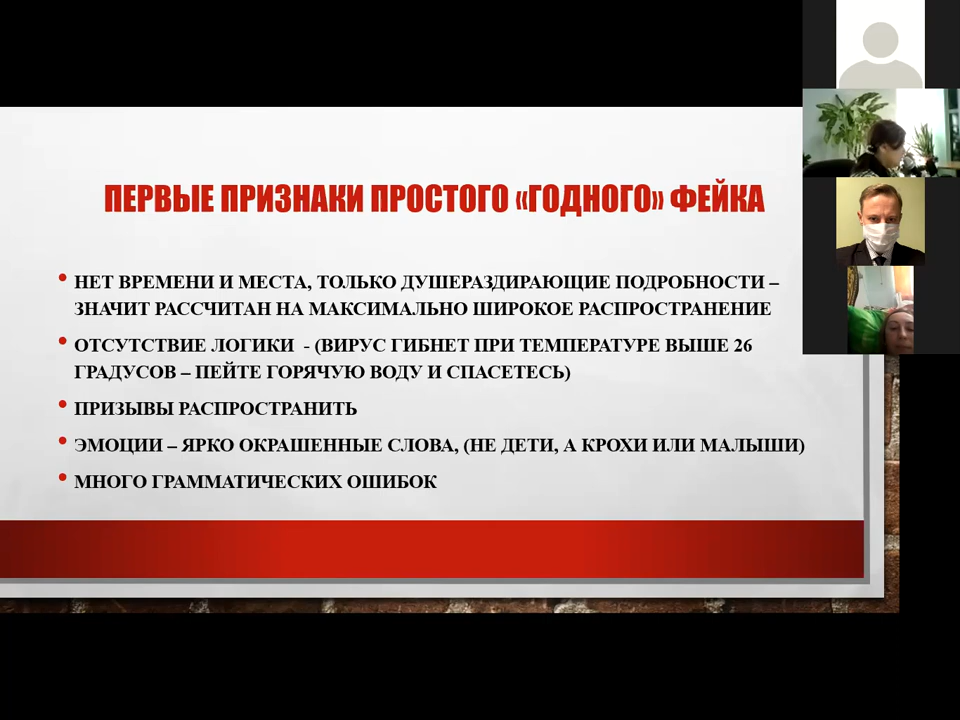 ПЕРВЫЕ ПРИЗНАКИ ПРОСТОГО «ГОДНОГО» ФЕЙКА
• НЕТ ВРЕМЕНИ И МЕСТА, ТОЛЬКО ДУШЕРАЗДИРАЮЩИЕ ПОДРОБНОСТИ –
ЗНАЧИТ РАССЧИТАН НА МАКСИМАЛЬНО ШИРОКОЕ РАСПРОСТРАНЕНИЕ
• ОТСУТСТВИЕ ЛОГИКИ - (ВИРУС ГИБНЕТ ПРИ ТЕМПЕРАТУРЕ ВЫШЕ 26
ГРАДУСОВ – ПЕЙТЕ ГОРЯЧУЮ ВОДУ И СПАСЕТЕСЬ)
• ПРИЗЫВЫ РАСПРОСТРАНИТЬ
• ЭМОЦИИ – ЯРКО ОКРАШЕННЫЕ СЛОВА, (НЕ ДЕТИ, А КРОХИ ИЛИ МАЛЫШИ)
• МНОГО ГРАММАТИЧЕСКИХ ОШИБОК